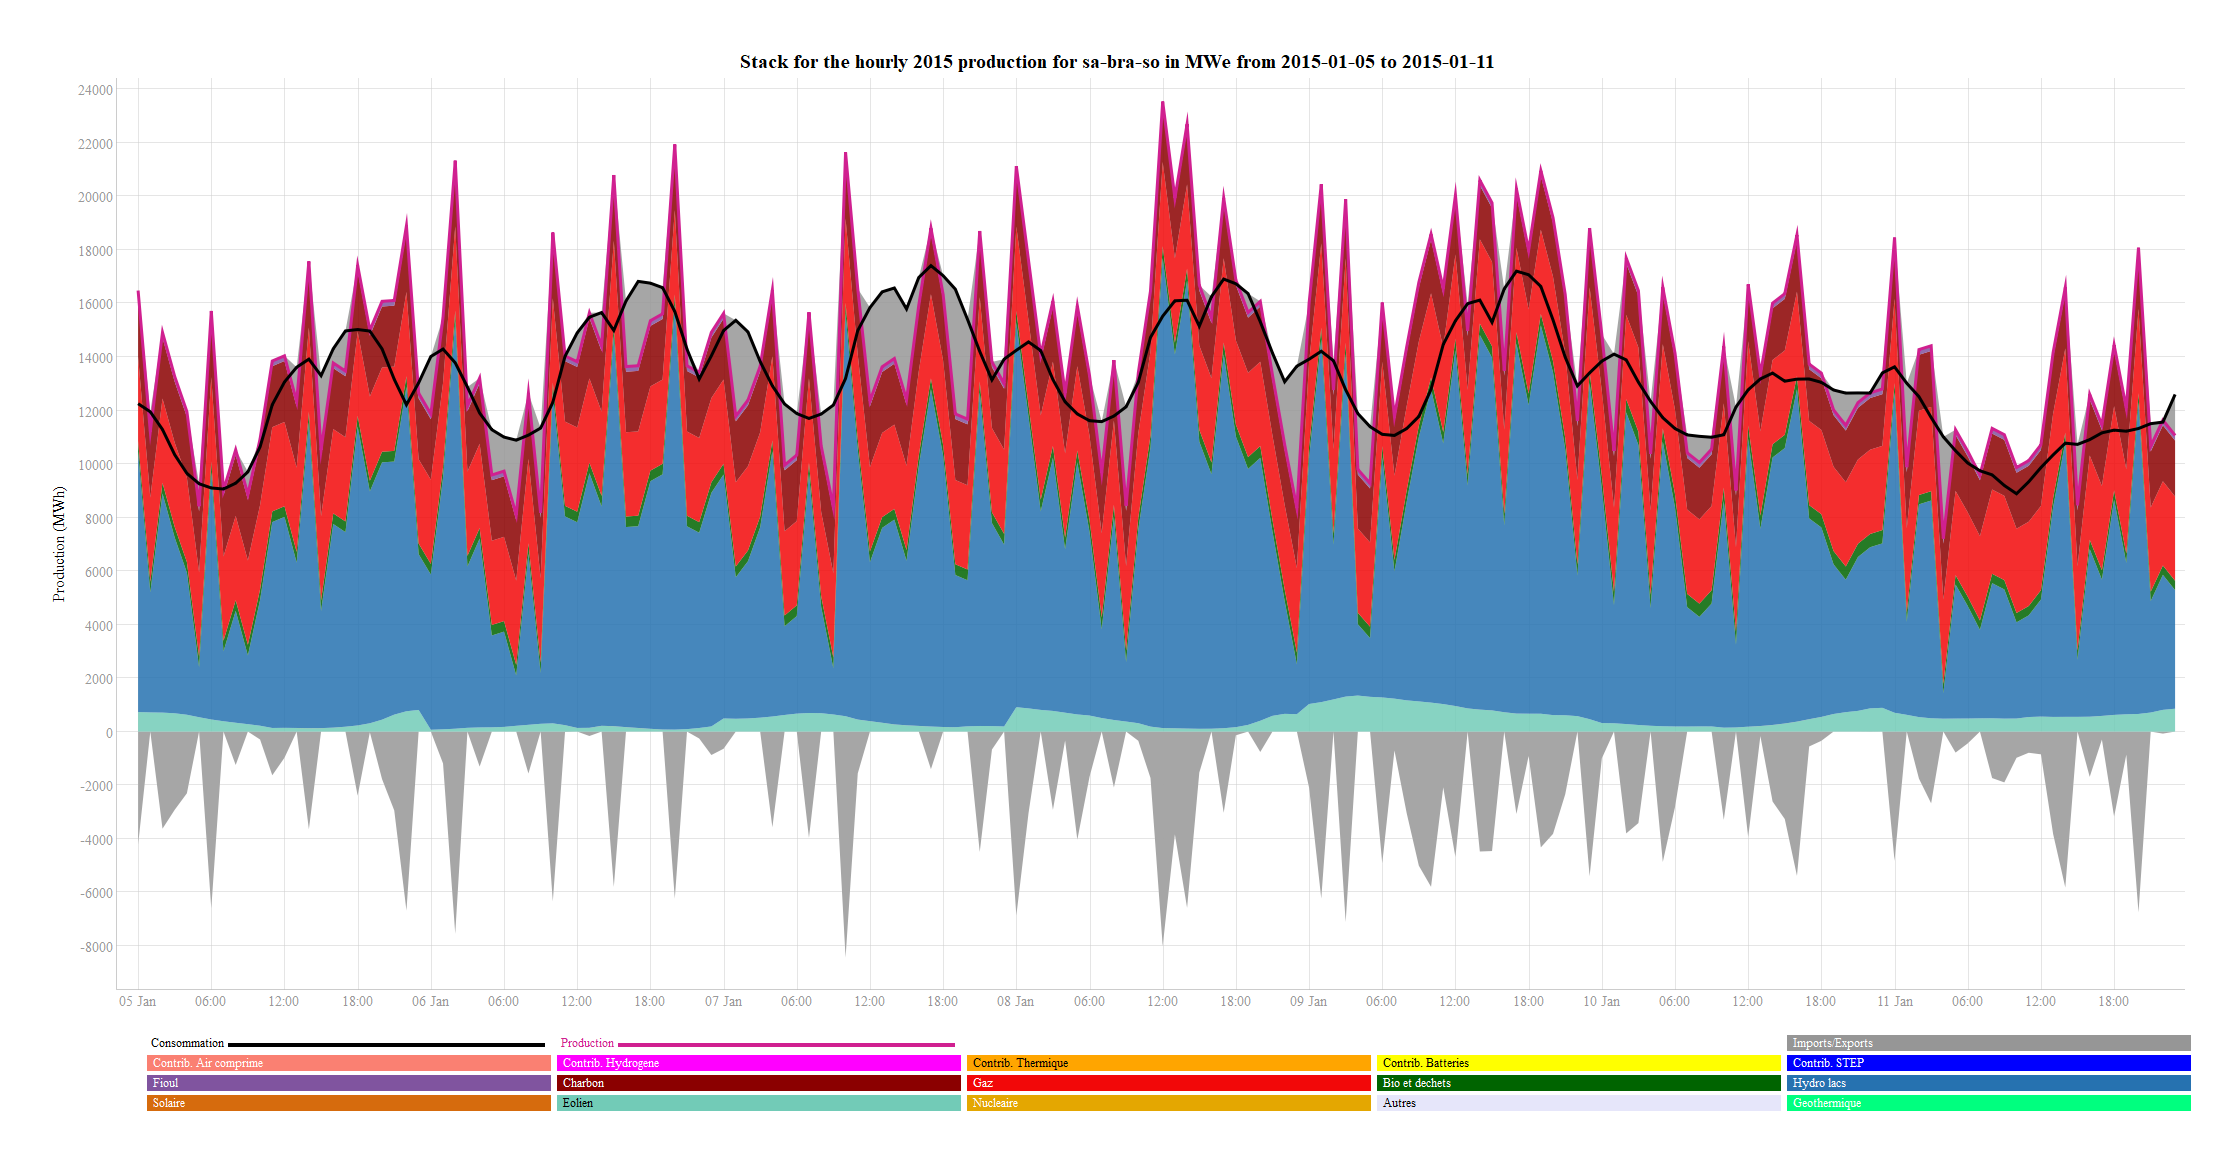 Stack for the hourly 2015 production for sa-bra-so in MWe from 2015-01-05 to 2015-01-11
24000
22000
20000
18000
16000
14000
12000
10000
8000
6000
4000
2000
0
-2000
-4000
-6000
-8000
Production (MWh)
05 Jan 06:00 12:00 18:00 06 Jan 06:00 12:00 18:00 07 Jan 06:00 12:00 18:00 08 Jan 06:00 12:00 18:00 09 Jan 06:00 12:00 18:00 10 Jan 06:00 12:00 18:00 11 Jan 06:00 12:00 18:00
Consommation Production Imports/Exports
Contrib. Air comprime Contrib. Hydrogene Contrib. Thermique Contrib. Batteries Contrib. STEP
Fioul Charbon Gaz Bio et dechets Hydro lacs
Solaire Eolien Nucleaire Autres Geothermique